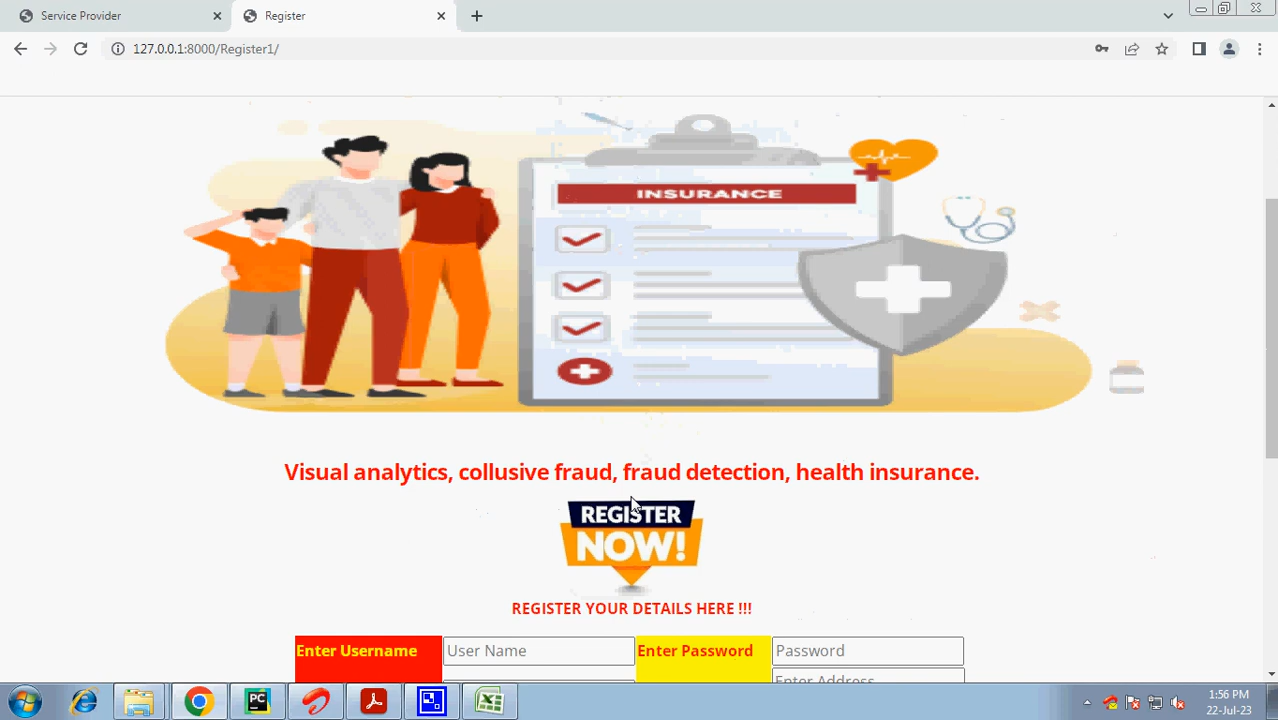 Service Provider
Register
127.0.0.1:8000/Register1/
INSURANCE
Visual analytics, collusive fraud, fraud detection, health insurance.
REGISTER
NOW!
REGISTER YOUR DETAILS HERE !!!
Enter Username User Name Enter Password Password
Enter Address
PC
1:56 PM
22-Jul-23